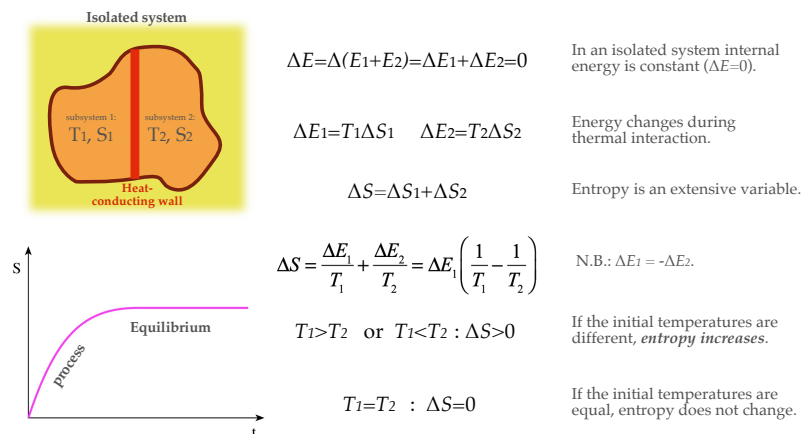 Isolated system
subsystem 1:
T₁, S₁
subsystem 2:
T₂, S₂
Heat-
conducting wall
ΔE=Δ(E₁+E₂)=ΔE₁+ΔE₂=0
In an isolated system internal
energy is constant (ΔE=0).
ΔE₁=T₁ΔS₁ ΔE₂=T₂ΔS₂
Energy changes during
thermal interaction.
ΔS=ΔS₁+ΔS₂
Entropy is an extensive variable.
ΔS = ΔE₁/T₁ + ΔE₂/T₂ = ΔE₁(1/T₁ − 1/T₂)
N.B.: ΔE₁ = -ΔE₂.
S
Equilibrium
process
t
T₁>T₂ or T₁<T₂ : ΔS>0
If the initial temperatures are
different, entropy increases.
T₁=T₂ : ΔS=0
If the initial temperatures are
equal, entropy does not change.